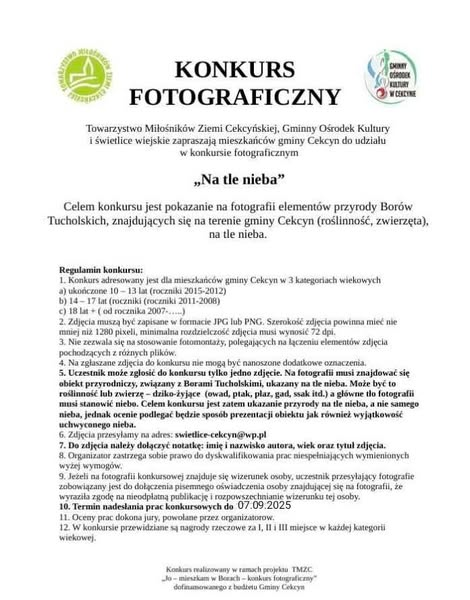 TOWARZYSTWO MIŁOŚNIKÓW ZIEMI CEKCYŃSKIEJ
KONKURS
FOTOGRAFICZNY
GMINNY
OŚRODEK
KULTURY
W CEKCYNIE
Towarzystwo Miłośników Ziemi Cekcyńskiej, Gminny Ośrodek Kultury
i świetlice wiejskie zapraszają mieszkańców gminy Cekcyn do udziału
w konkursie fotograficznym
„Na tle nieba”
Celem konkursu jest pokazanie na fotografii elementów przyrody Borów
Tucholskich, znajdujących się na terenie gminy Cekcyn (roślinność, zwierzęta),
na tle nieba.
Regulamin konkursu:
1. Konkurs adresowany jest dla mieszkańców gminy Cekcyn w 3 kategoriach wiekowych
a) ukończone 10 – 13 lat (roczniki 2015-2012)
b) 14 – 17 lat (roczniki (roczniki 2011-2008)
c) 18 lat + ( od rocznika 2007-…..)
2. Zdjęcia muszą być zapisane w formacie JPG lub PNG. Szerokość zdjęcia powinna mieć nie
mniej niż 1280 pixeli, minimalna rozdzielczość zdjęcia musi wynosić 72 dpi.
3. Nie zezwala się na stosowanie fotomontaży, polegających na łączeniu elementów zdjęcia
pochodzących z różnych plików.
4. Na zgłaszane zdjęcia do konkursu nie mogą być nanoszone dodatkowe oznaczenia.
5. Uczestnik może zgłosić do konkursu tylko jedno zdjęcie. Na fotografii musi znajdować się
obiekt przyrodniczy, związany z Borami Tucholskimi, ukazany na tle nieba. Może być to
roślinność lub zwierzę – dziko-żyjące (owad, ptak, płaz, gad, ssak itd.) a główne tło fotografii
musi stanowić niebo. Celem konkursu jest zatem ukazanie przyrody na tle nieba, a nie samego
nieba, jednak ocenie podlegać będzie sposób prezentacji obiektu jak również wyjątkowość
uchwyconego nieba.
6. Zdjęcia przesyłamy na adres: swietlice-cekcyn@wp.pl
7. Do zdjęcia należy dołączyć notatkę: imię i nazwisko autora, wiek oraz tytuł zdjęcia.
8. Organizator zastrzega sobie prawo do dyskwalifikowania prac niespełniających wymienionych
wyżej wymogów.
9. Jeżeli na fotografii konkursowej znajduje się wizerunek osoby, uczestnik przesyłający fotografie
zobowiązany jest do dołączenia pisemnego oświadczenia osoby znajdującej się na fotografii, że
wyraziła zgodę na nieodpłatną publikację i rozpowszechnianie wizerunku tej osoby.
10. Termin nadesłania prac konkursowych do 07.09.2025
11. Oceny prac dokona jury, powołane przez organizatorow.
12. W konkursie przewidziane są nagrody rzeczowe za I, II i III miejsce w każdej kategorii
wiekowej.
Konkurs realizowany w ramach projektu TMZC
„Jo – mieszkam w Borach – konkurs fotograficzny”
dofinansowanego z budżetu Gminy Cekcyn